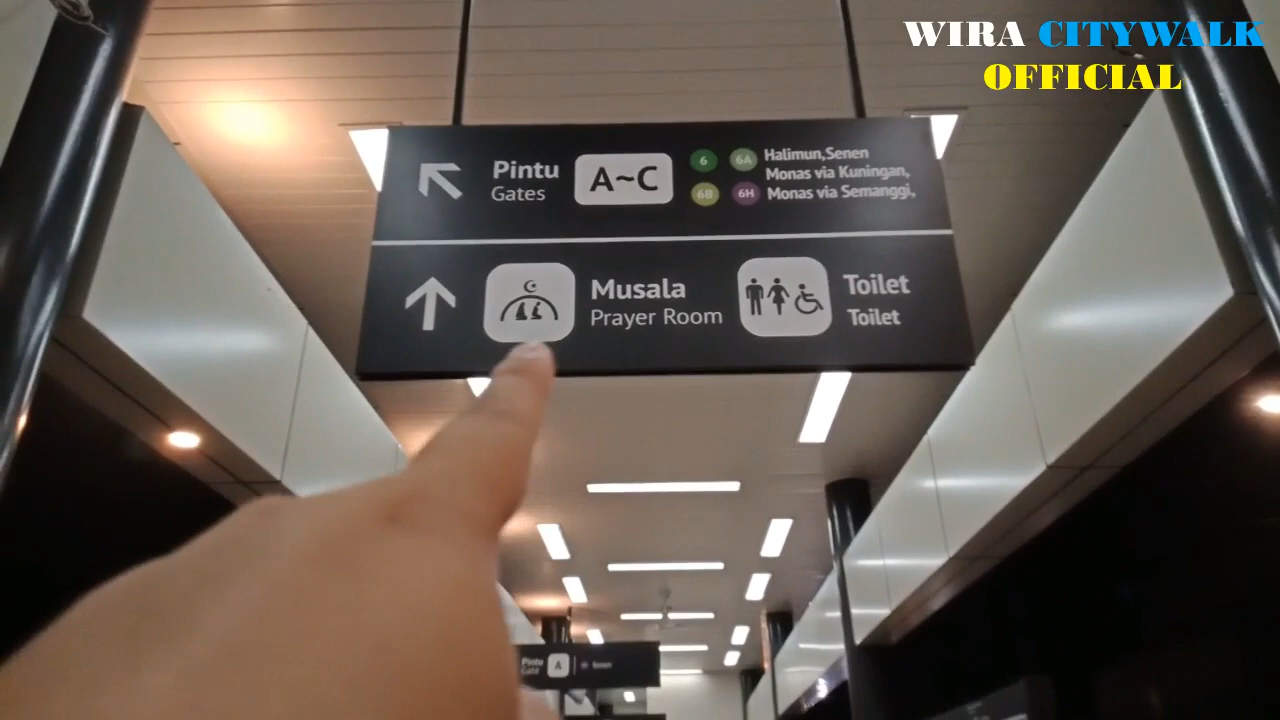 WIRA CITYWALK
OFFICIAL
Pintu
Gates
A~C
6
6A
6B
6H
Halimun,Senen
Monas via Kuningan,
Monas via Semanggi,
Musala
Prayer Room
Toilet
Toilet
Pintu
Gate
A
Senen